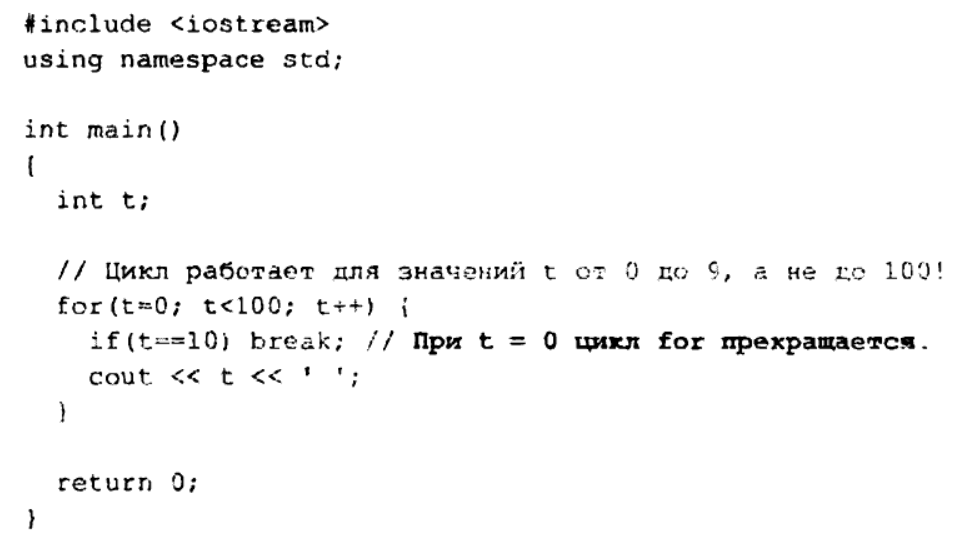 #include <iostream>
using namespace std;
int main()
{
int t;
// Цикл работает для значений t от 0 до 9, а не до 100!
for(t=0; t<100; t++) {
if(t==10) break; // При t = 0 цикл for прекращается.
cout << t << ' ';
}
return 0;
}